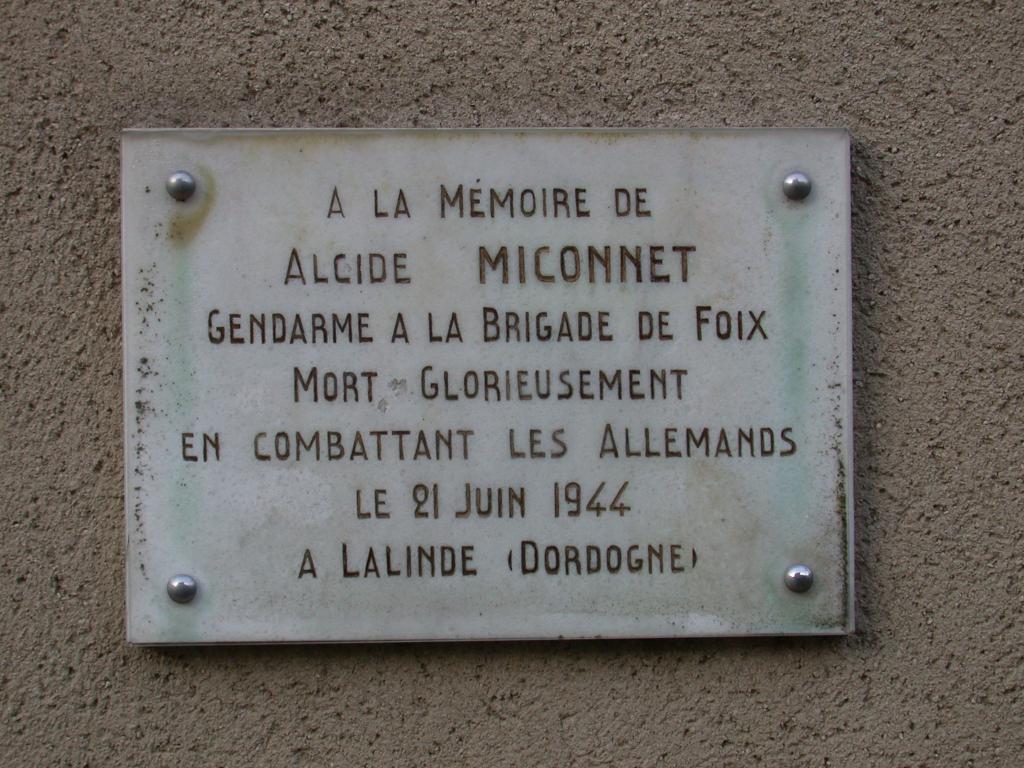 A LA MÉMOIRE DE
ALCIDE MICONNET
GENDARME A LA BRIGADE DE FOIX
MORT GLORIEUSEMENT
EN COMBATTANT LES ALLEMANDS
LE 21 JUIN 1944
A LALINDE (DORDOGNE)